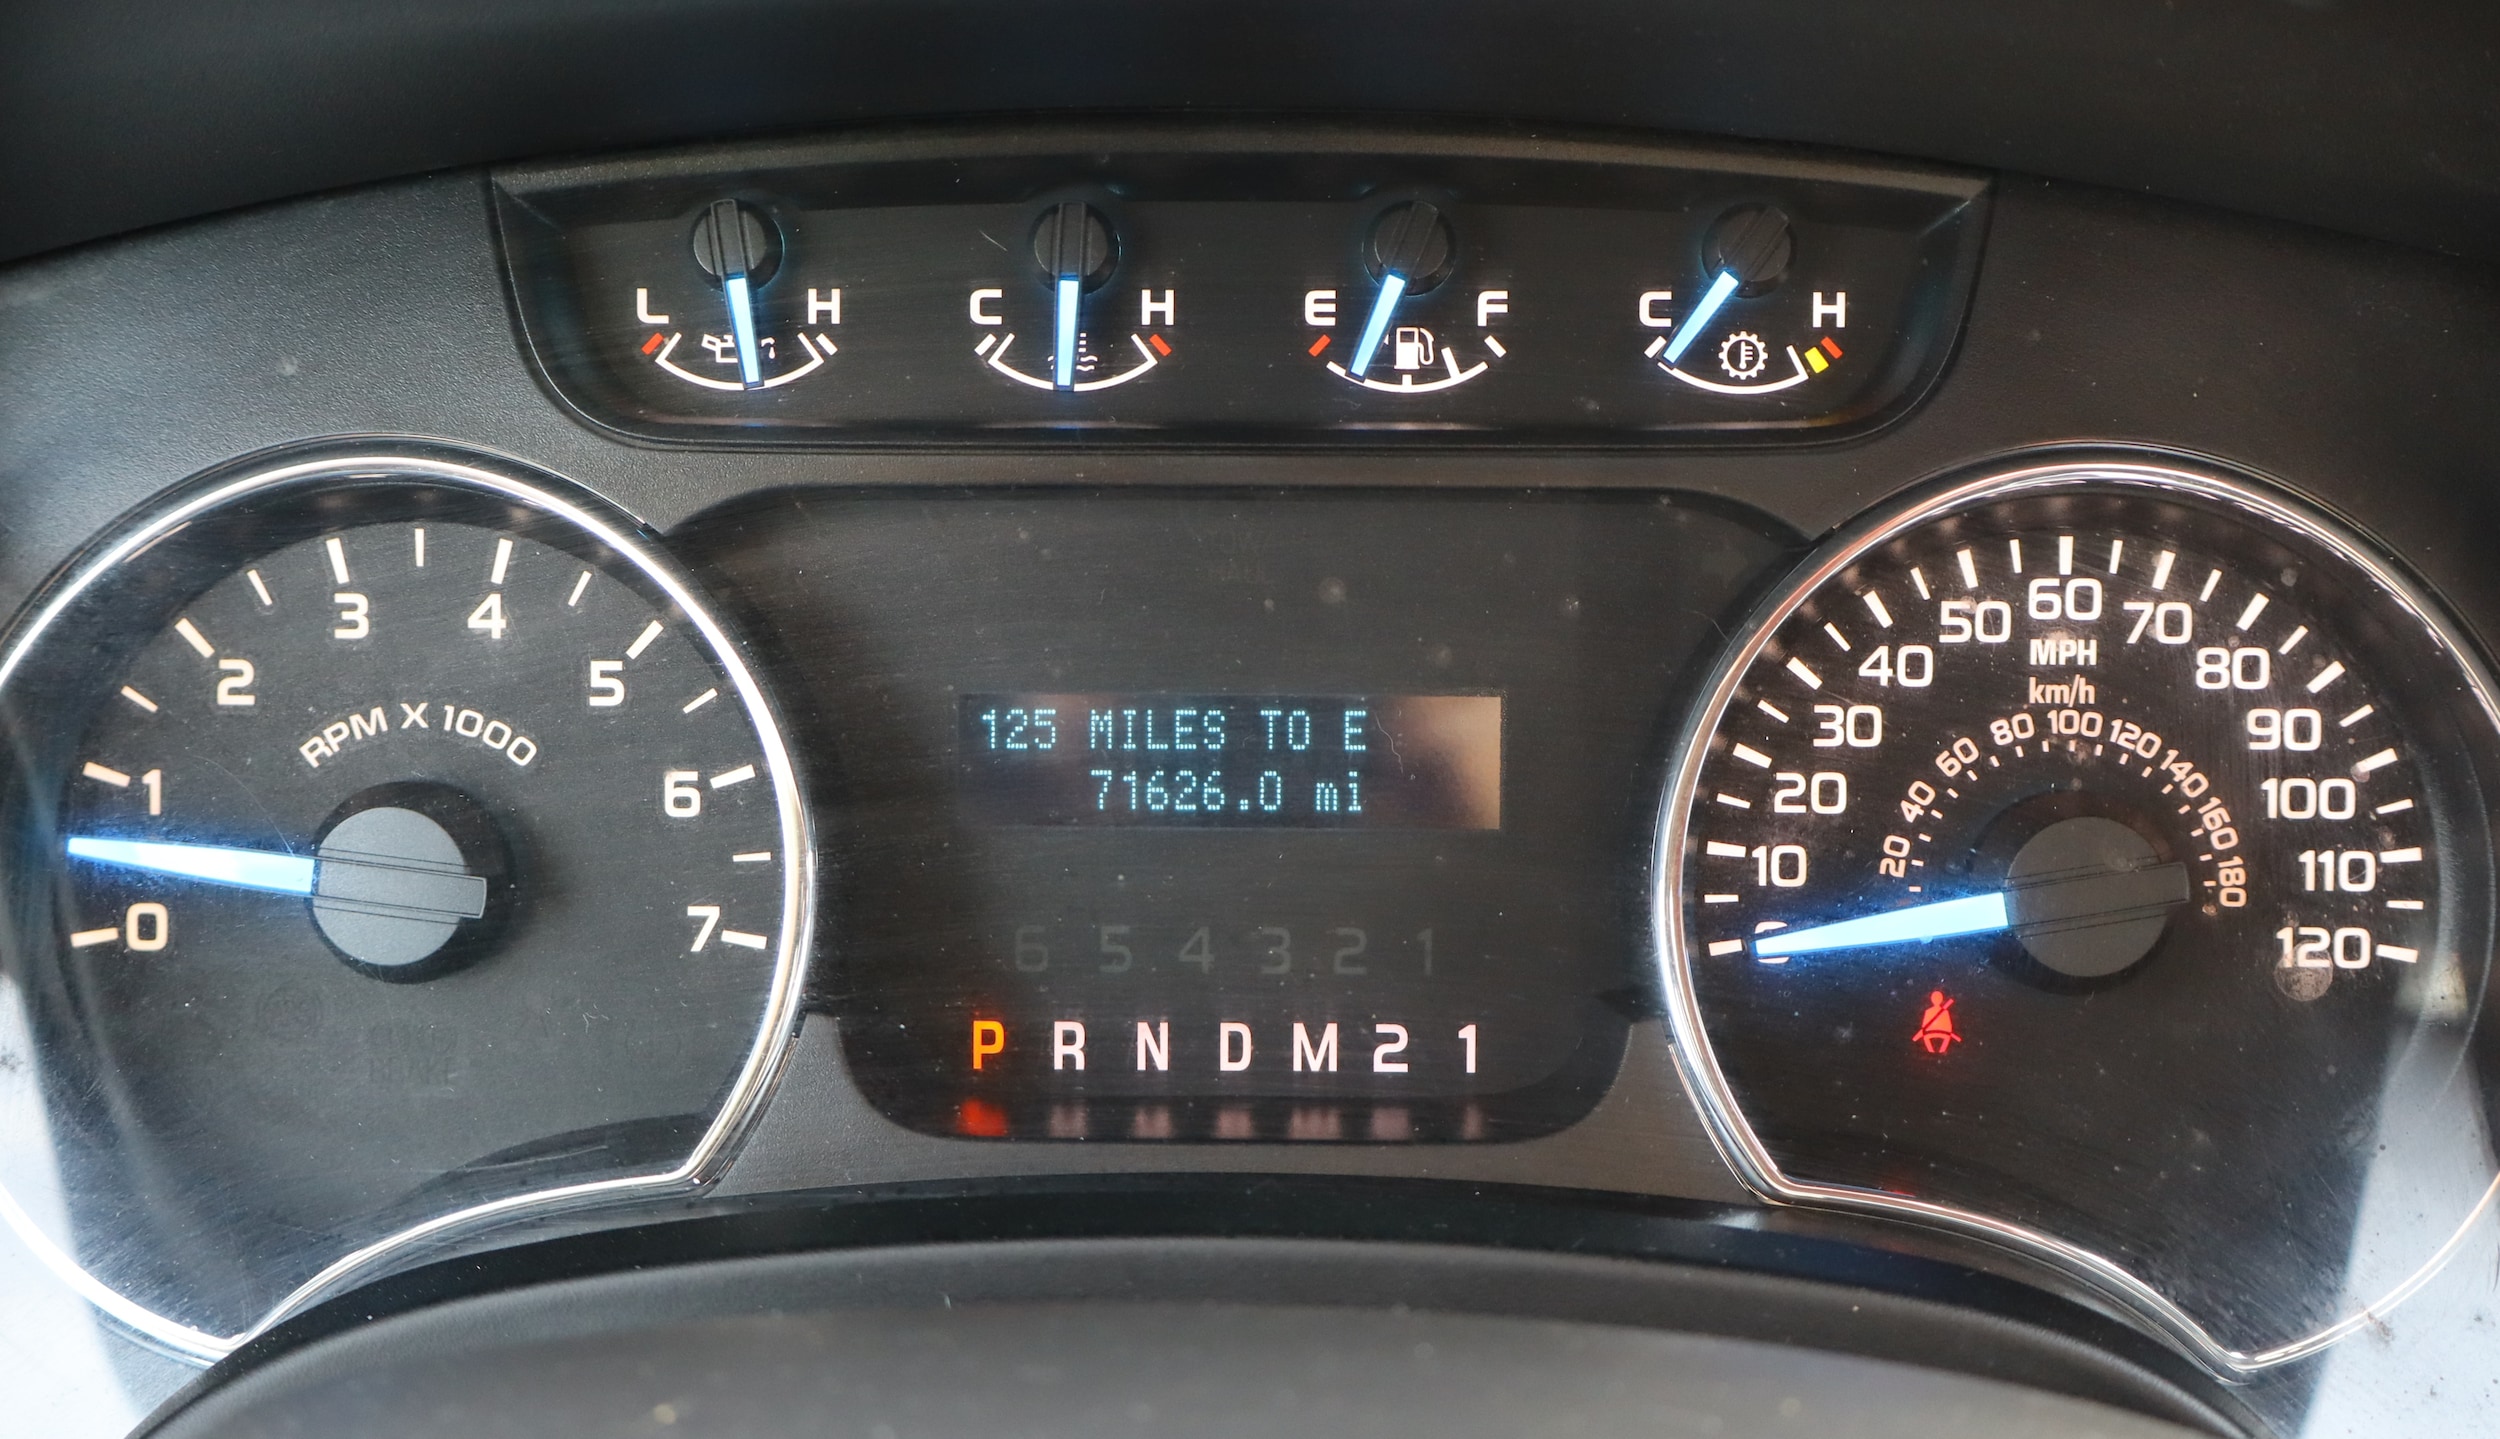 L H
C H
E F
C H
0 1 2 3 4 5 6 7
RPM X 1000
125 MILES TO E
71626.0 mi
6 5 4 3 2 1
P R N D M 2 1
0 10 20 30 40 50 60 70 80 90 100 110 120
MPH
km/h
20 40 60 80 100 120 140 160 180
BRAKE